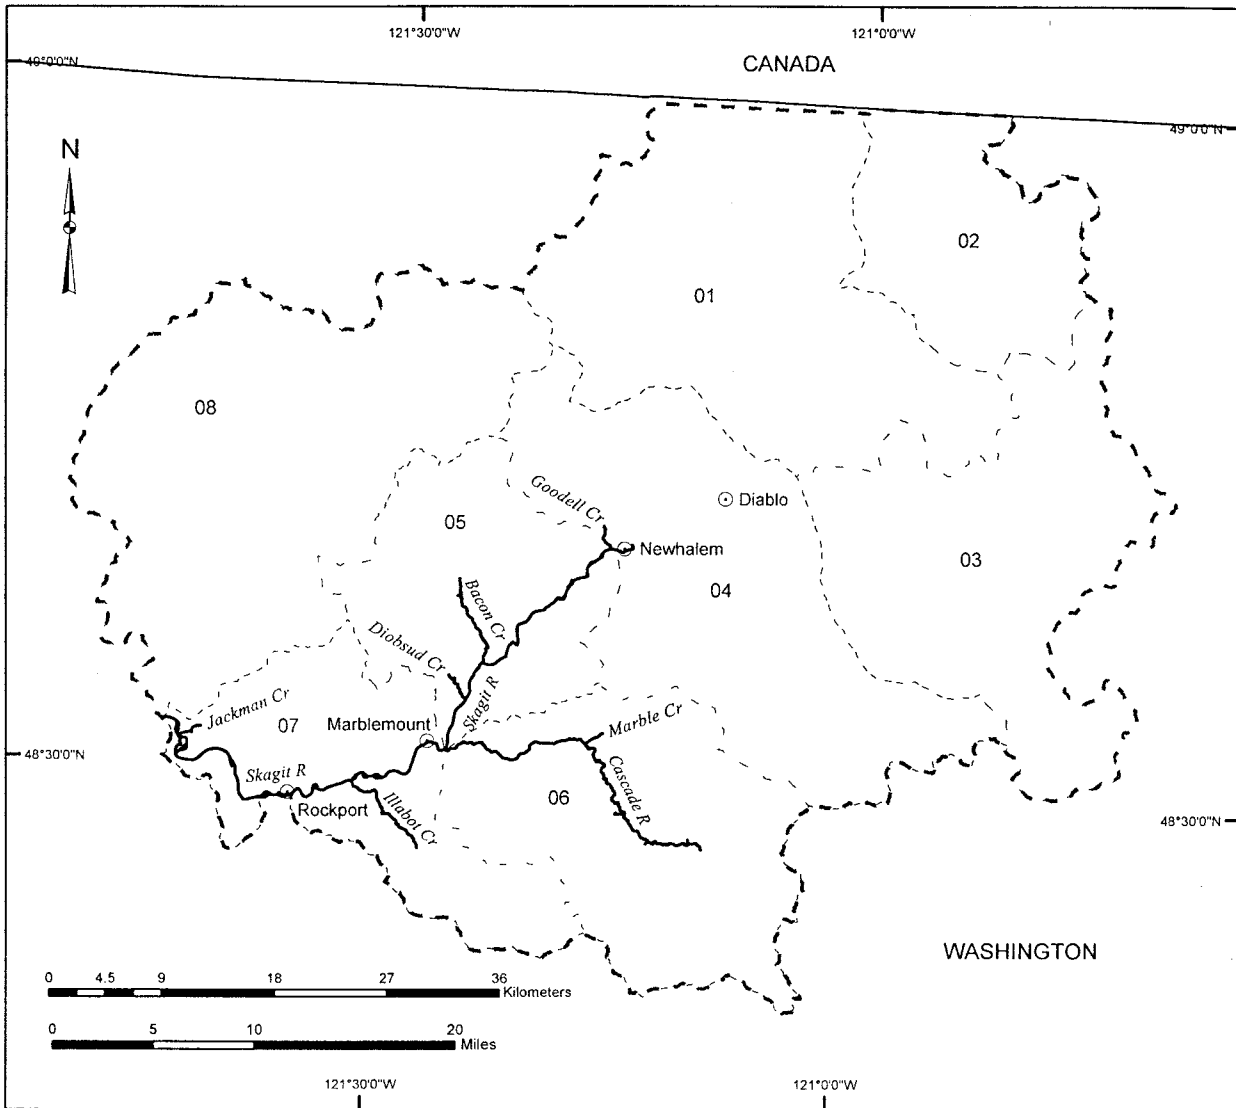 121°30'0"W
121°0'0"W
49°0'0"N
CANADA
49°0'0"N
N
02
01
08
Goodell Cr
Diablo
05
Newhalem
03
04
Bacon Cr
Diobsud Cr
Skagit R
Jackman Cr
07
Marblemount
Marble Cr
48°30'0"N
Skagit R
Cascade R
Rockport
Illabot Cr
06
48°30'0"N
WASHINGTON
0 4.5 9 18 27 36
Kilometers
0 5 10 20
Miles
121°30'0"W
121°0'0"W